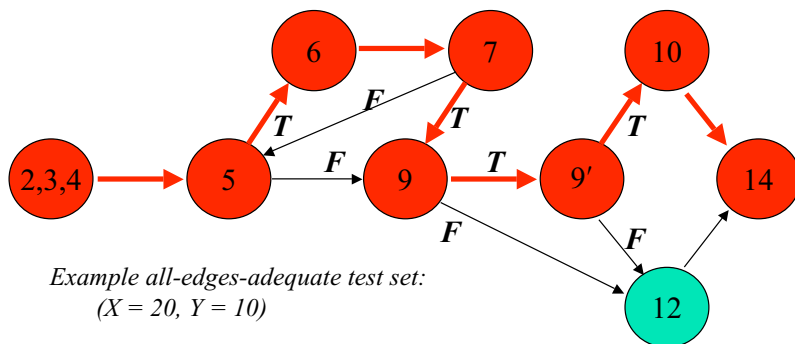 6
7
10
F
T
T
T
2,3,4
5
F
9
T
9′
14
F
F
Example all-edges-adequate test set:
(X = 20, Y = 10)
12